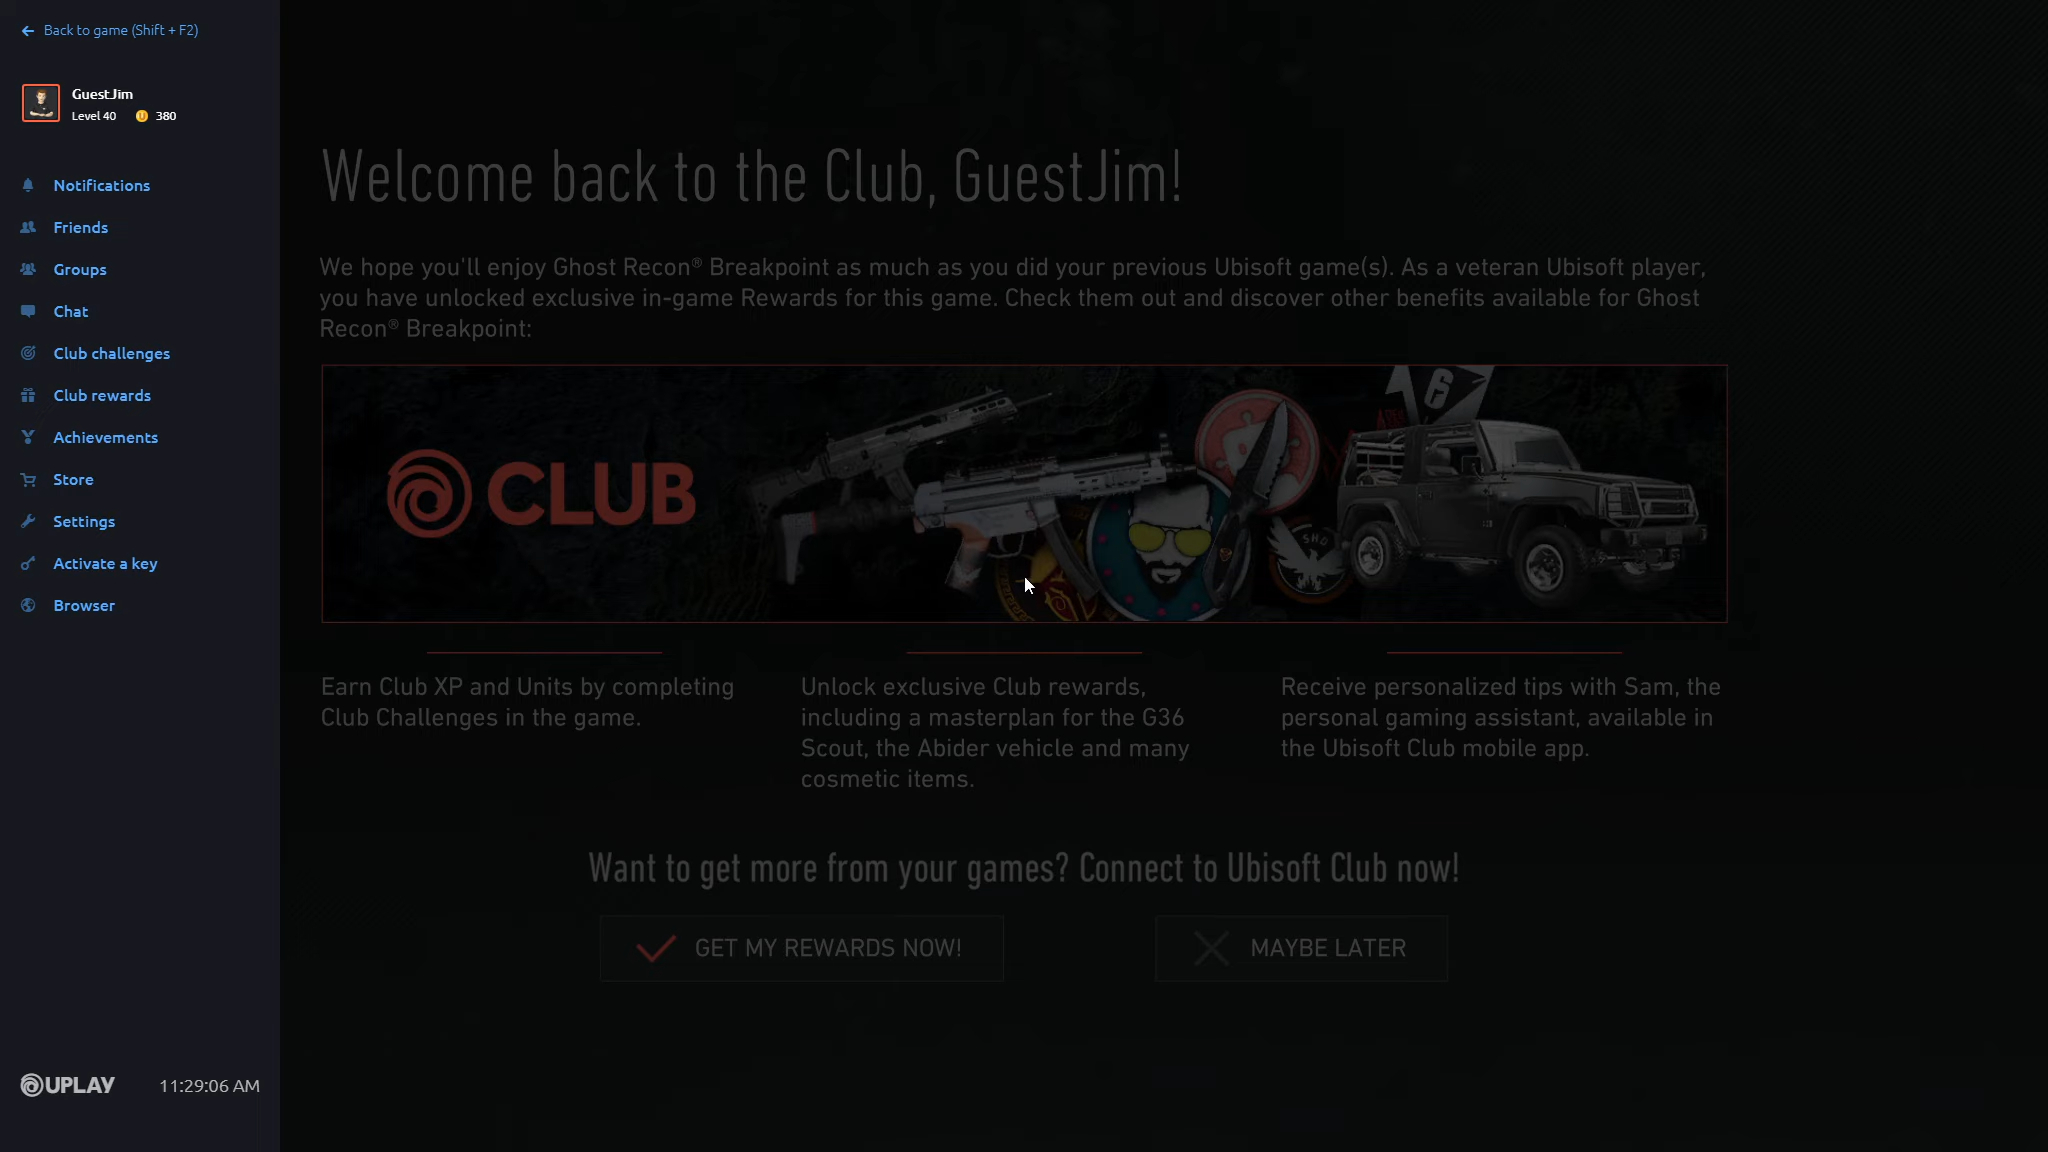 Back to game (Shift + F2)
GuestJim
Level 40 380
Notifications
Friends
Groups
Chat
Club challenges
Club rewards
Achievements
Store
Settings
Activate a key
Browser
UPLAY 11:29:06 AM
Welcome back to the Club, GuestJim!
We hope you'll enjoy Ghost Recon® Breakpoint as much as you did your previous Ubisoft game(s). As a veteran Ubisoft player,
you have unlocked exclusive in-game Rewards for this game. Check them out and discover other benefits available for Ghost
Recon® Breakpoint:
CLUB
6
SHD
Earn Club XP and Units by completing
Club Challenges in the game.
Unlock exclusive Club rewards,
including a masterplan for the G36
Scout, the Abider vehicle and many
cosmetic items.
Receive personalized tips with Sam, the
personal gaming assistant, available in
the Ubisoft Club mobile app.
Want to get more from your games? Connect to Ubisoft Club now!
GET MY REWARDS NOW!
MAYBE LATER